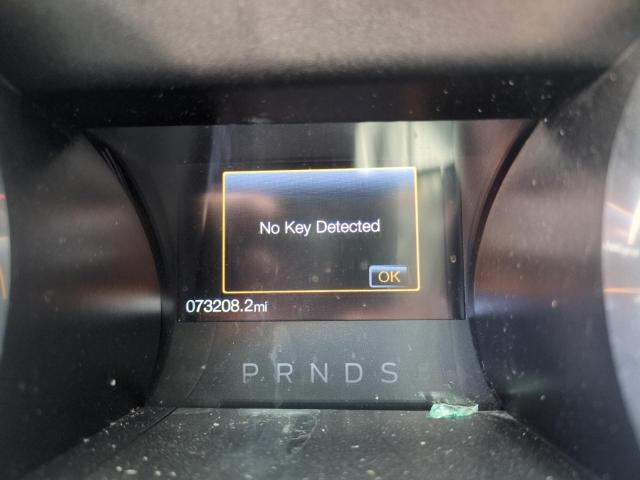 No Key Detected
OK
073208.2mi
P R N D S